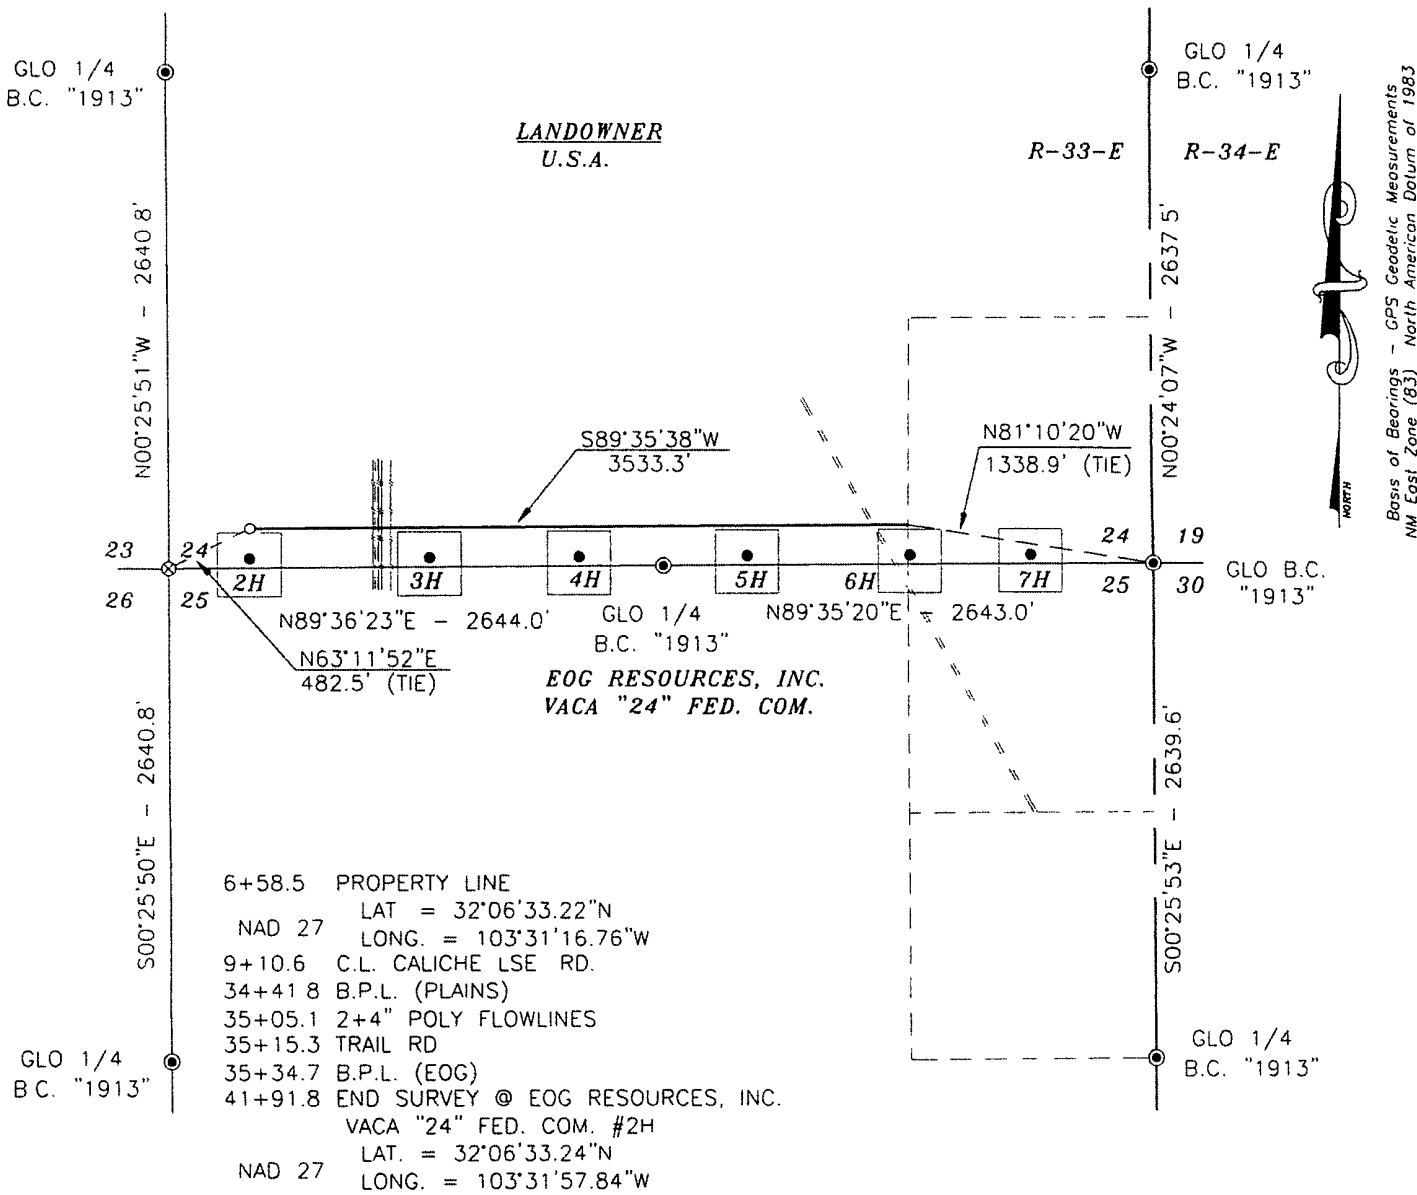 GLO 1/4
B.C. "1913"
GLO 1/4
B.C. "1913"
LANDOWNER
U.S.A.
R-33-E
R-34-E
N00°25'51"W - 2640 8'
N00°24'07"W - 2637 5'
Basis of Bearings - GPS Geodetic Measurements
NM East Zone (83) North American Datum of 1983
NORTH
S89°35'38"W
3533.3'
N81°10'20"W
1338.9' (TIE)
23
24
24
19
2H
3H
4H
5H
6H
7H
26
25
25
30
GLO B.C.
"1913"
N89°36'23"E - 2644.0'
GLO 1/4
B.C. "1913"
N89°35'20"E - 2643.0'
N63°11'52"E
482.5' (TIE)
EOG RESOURCES, INC.
VACA "24" FED. COM.
S00°25'50"E - 2640.8'
S00°25'53"E - 2639.6'
6+58.5 PROPERTY LINE
LAT = 32°06'33.22"N
NAD 27
LONG. = 103°31'16.76"W
9+10.6 C.L. CALICHE LSE RD.
34+41 8 B.P.L. (PLAINS)
35+05.1 2+4" POLY FLOWLINES
35+15.3 TRAIL RD
35+34.7 B.P.L. (EOG)
41+91.8 END SURVEY @ EOG RESOURCES, INC.
VACA "24" FED. COM. #2H
LAT. = 32°06'33.24"N
NAD 27
LONG. = 103°31'57.84"W
GLO 1/4
B C. "1913"
GLO 1/4
B.C. "1913"